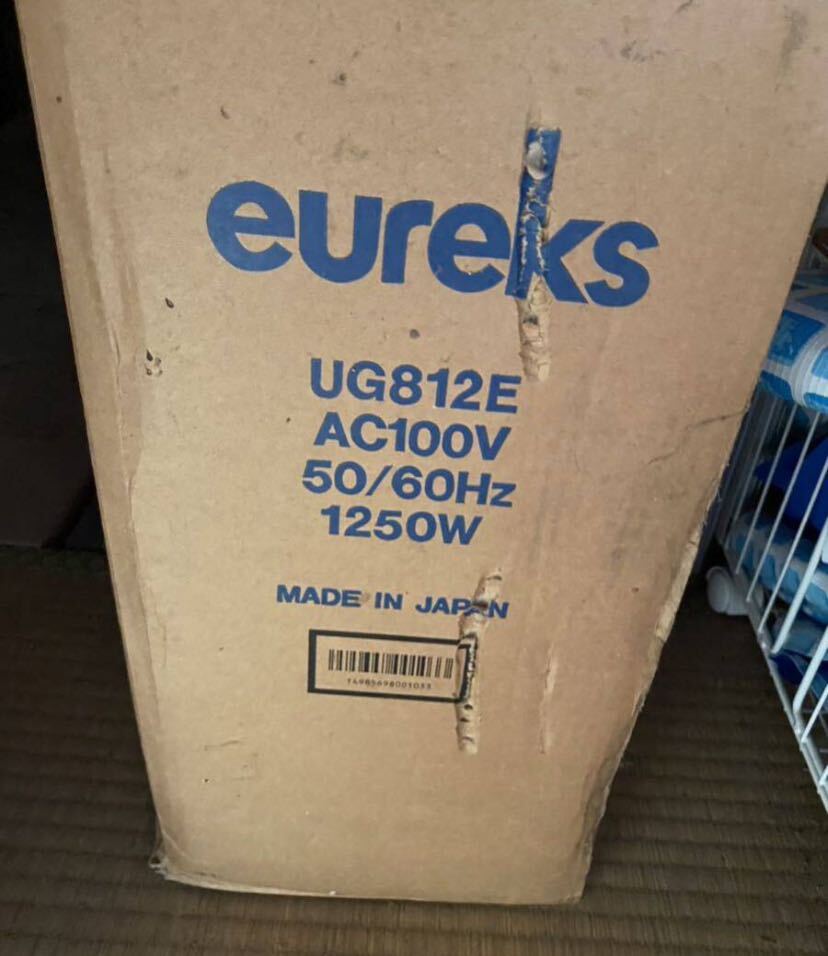 eureks
UG812E
AC100V
50/60Hz
1250W
MADE IN JAPAN